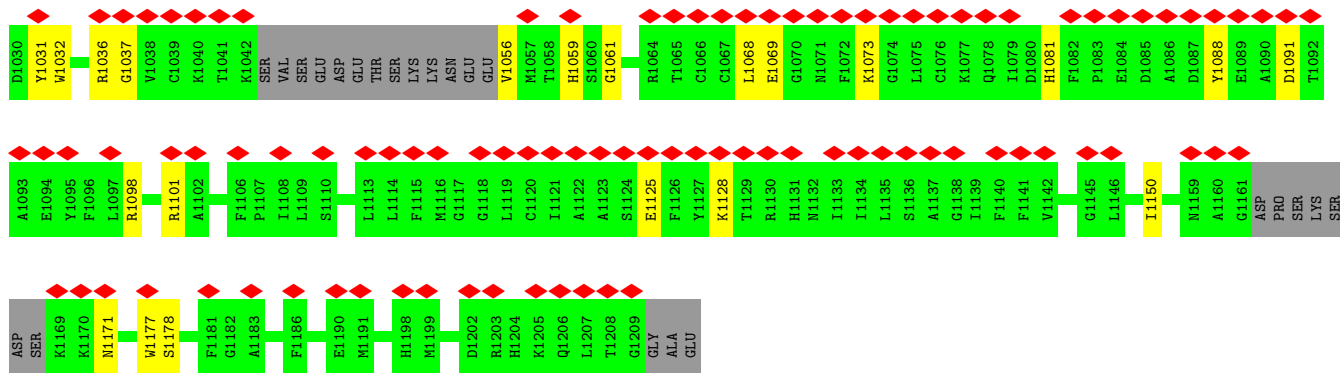 D1030 Y1031 W1032 R1036 G1037 V1038 C1039 K1040 T1041 K1042 SER VAL SER GLU ASP GLU THR SER LYS LYS ASN GLU GLU V1056 M1057 T1058 H1059 S1060 G1061 R1064 T1065 C1066 C1067 L1068 E1069 G1070 N1071 F1072 K1073 G1074 L1075 C1076 K1077 Q1078 I1079 D1080 H1081 F1082 P1083 E1084 D1085 A1086 D1087 Y1088 E1089 A1090 D1091 T1092
A1093 E1094 Y1095 F1096 L1097 R1098 R1101 A1102 F1106 P1107 I1108 L1109 S1110 L1113 L1114 F1115 M1116 G1117 G1118 L1119 C1120 I1121 A1122 A1123 S1124 E1125 F1126 Y1127 K1128 T1129 R1130 H1131 N1132 I1133 I1134 L1135 S1136 A1137 G1138 I1139 F1140 F1141 V1142 G1145 L1146 I1150 N1159 A1160 G1161 ASP PRO SER LYS SER
ASP SER K1169 K1170 N1171 W1177 S1178 F1181 G1182 A1183 F1186 E1190 M1191 H1198 M1199 D1202 R1203 H1204 K1205 Q1206 L1207 T1208 G1209 GLY ALA GLU